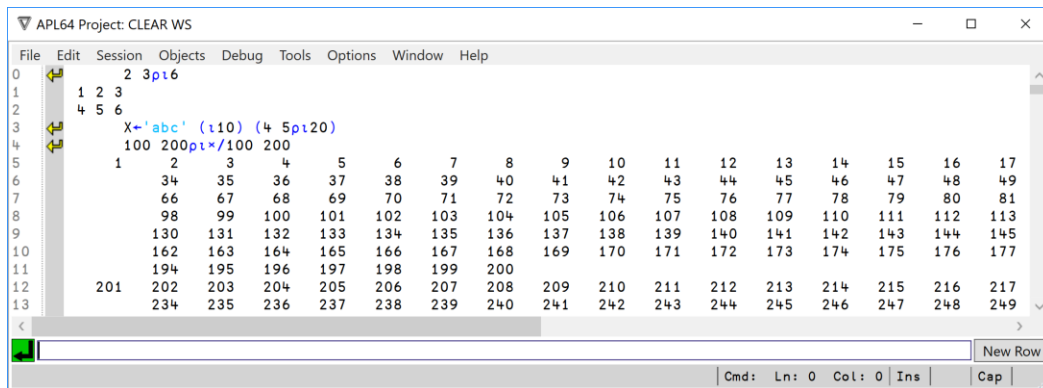 APL64 Project: CLEAR WS
File Edit Session Objects Debug Tools Options Window Help
0 2 3⍴⍳6
1 1 2 3
2 4 5 6
3 X←'abc' (⍳10) (4 5⍴⍳20)
4 100 200⍴⍳×/100 200
5 1 2 3 4 5 6 7 8 9 10 11 12 13 14 15 16 17
6 34 35 36 37 38 39 40 41 42 43 44 45 46 47 48 49
7 66 67 68 69 70 71 72 73 74 75 76 77 78 79 80 81
8 98 99 100 101 102 103 104 105 106 107 108 109 110 111 112 113
9 130 131 132 133 134 135 136 137 138 139 140 141 142 143 144 145
10 162 163 164 165 166 167 168 169 170 171 172 173 174 175 176 177
11 194 195 196 197 198 199 200
12 201 202 203 204 205 206 207 208 209 210 211 212 213 214 215 216 217
13 234 235 236 237 238 239 240 241 242 243 244 245 246 247 248 249
New Row
Cmd: Ln: 0 Col: 0 Ins Cap